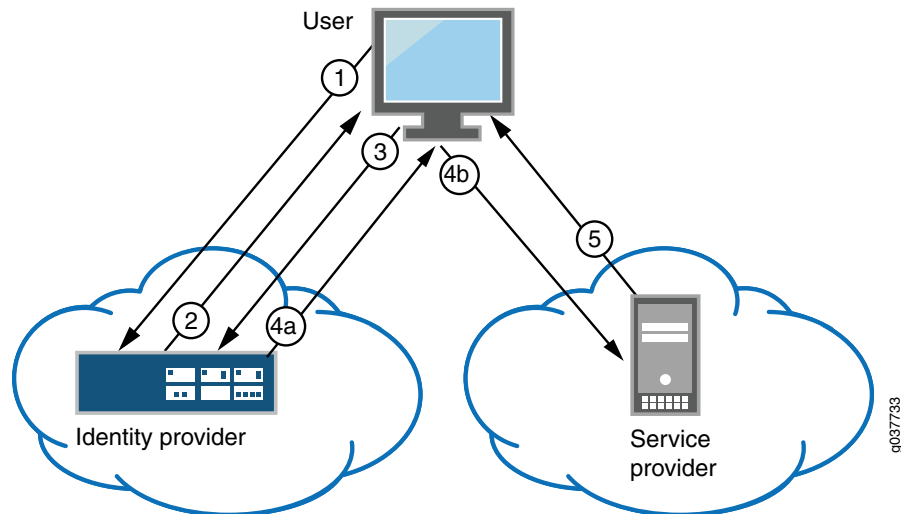 User
1
3
4b
5
2
4a
Identity provider
Service
provider
g037733